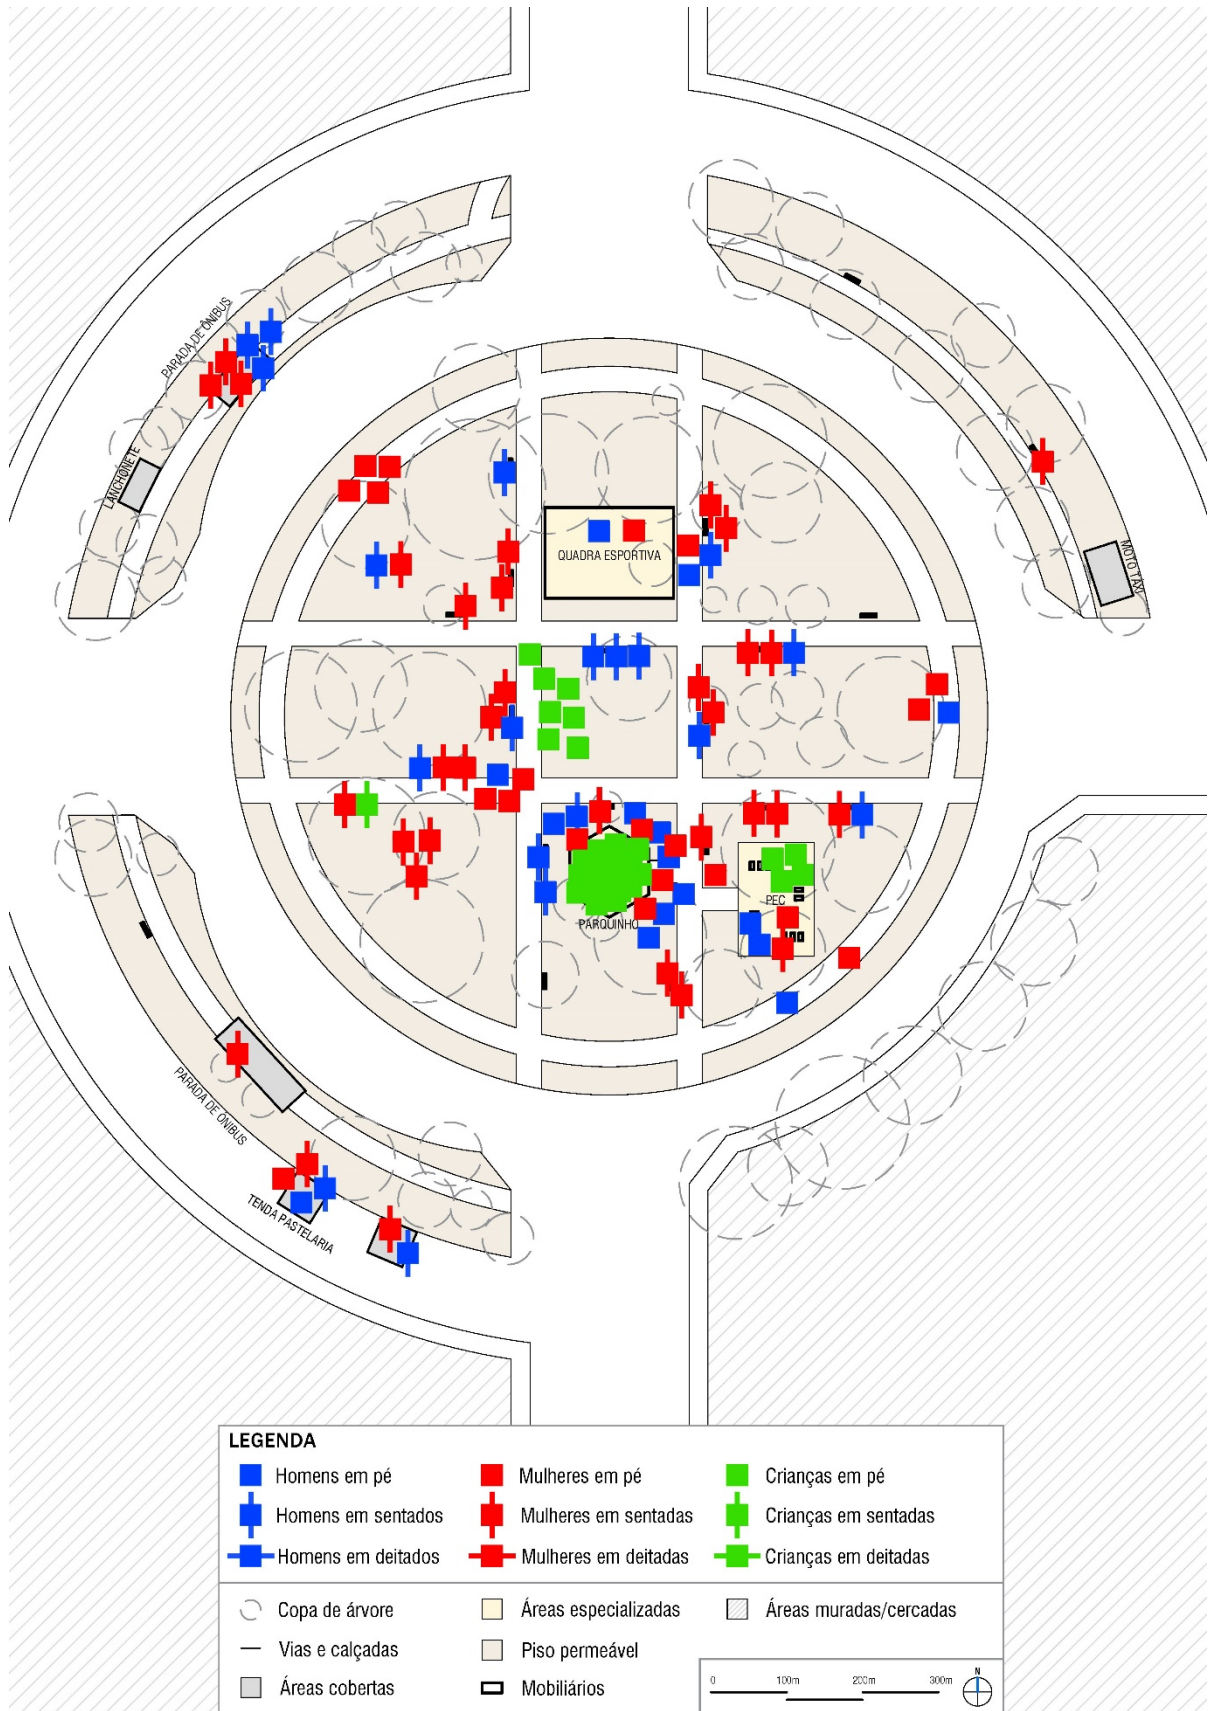 PARADA DE ÔNIBUS
LANCHONETE
QUADRA ESPORTIVA
MOTO TÁXI
PEC
PARQUINHO
PARADA DE ÔNIBUS
TENDA PASTELARIA
LEGENDA
Homens em pé
Mulheres em pé
Crianças em pé
Homens em sentados
Mulheres em sentadas
Crianças em sentadas
Homens em deitados
Mulheres em deitadas
Crianças em deitadas
Copa de árvore
Áreas especializadas
Áreas muradas/cercadas
Vias e calçadas
Piso permeável
Áreas cobertas
Mobiliários
0 100m 200m 300m
N